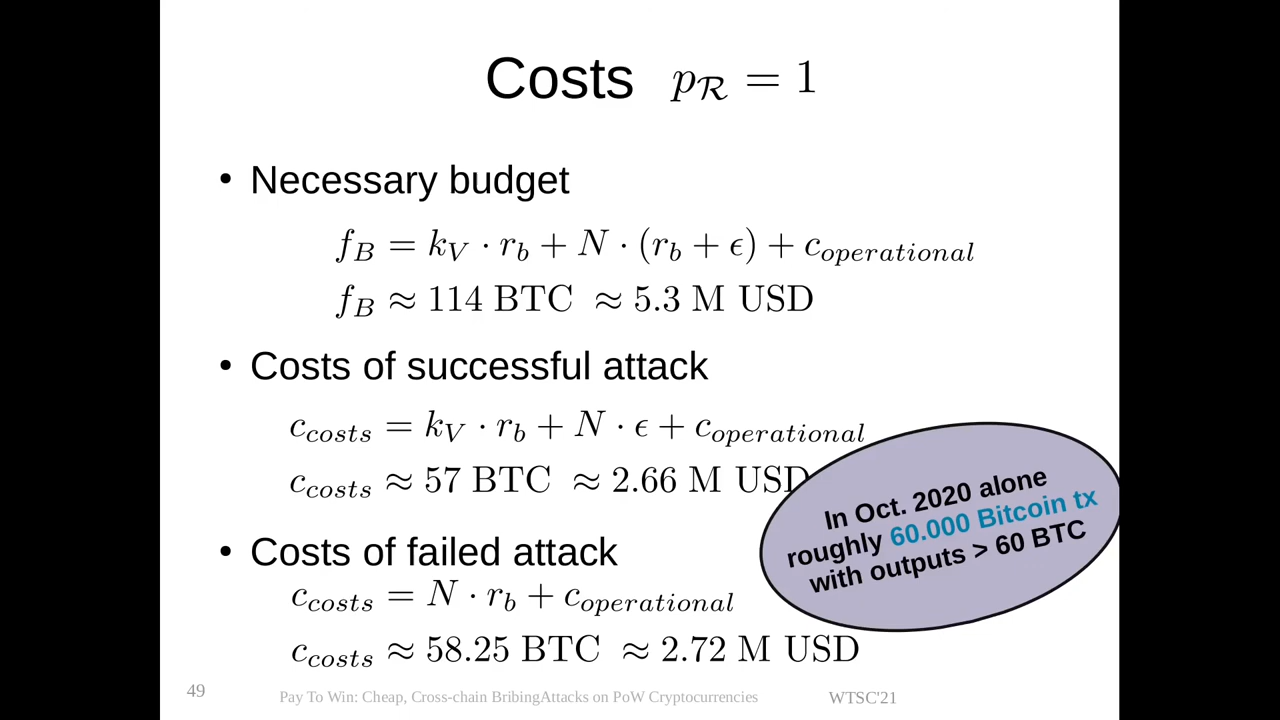 Costs p_ℛ = 1
• Necessary budget
f_B = k_V · r_b + N · (r_b + ϵ) + c_operational
f_B ≈ 114 BTC ≈ 5.3 M USD
• Costs of successful attack
c_costs = k_V · r_b + N · ϵ + c_operational
c_costs ≈ 57 BTC ≈ 2.66 M USD
In Oct. 2020 alone
roughly 60.000 Bitcoin tx
with outputs > 60 BTC
• Costs of failed attack
c_costs = N · r_b + c_operational
c_costs ≈ 58.25 BTC ≈ 2.72 M USD
49
Pay To Win: Cheap, Cross-chain BribingAttacks on PoW Cryptocurrencies
WTSC'21